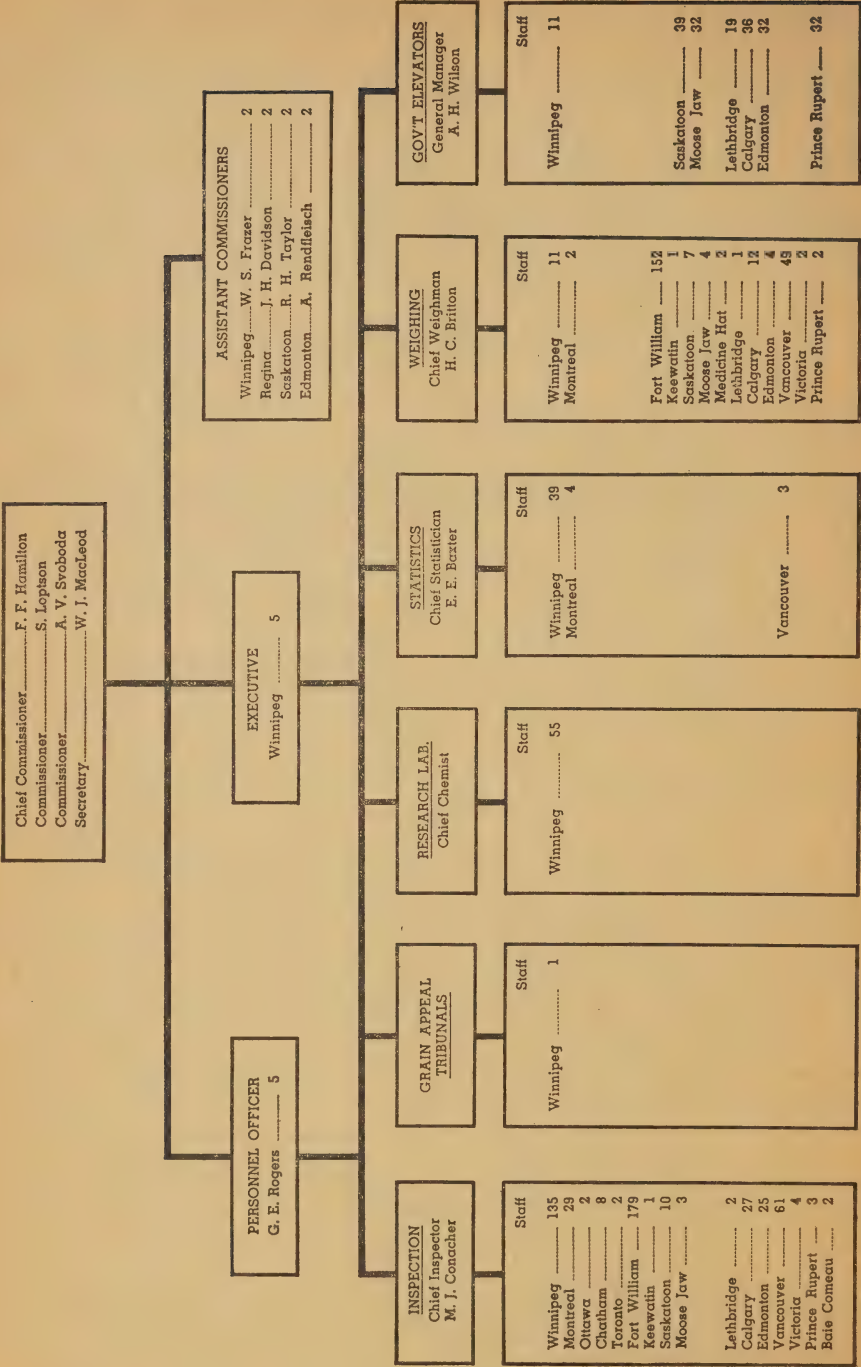 Chief Commissioner F. F. Hamilton
Commissioner S. Loptson
Commissioner A. V. Svoboda
Secretary W. J. MacLeod
PERSONNEL OFFICER
G. E. Rogers 5
EXECUTIVE
Winnipeg 5
ASSISTANT COMMISSIONERS
Winnipeg W. S. Frazer 2
Regina J. H. Davidson 2
Saskatoon R. H. Taylor 2
Edmonton A. Rendfleisch 2
INSPECTION
Chief Inspector
M. J. Conacher
Staff
Winnipeg 135
Montreal 29
Ottawa 2
Chatham 8
Toronto 2
Fort William 179
Keewatin 1
Saskatoon 10
Moose Jaw 3
Lethbridge 2
Calgary 27
Edmonton 25
Vancouver 61
Victoria 4
Prince Rupert 3
Baie Comeau 2
GRAIN APPEAL
TRIBUNALS
Staff
Winnipeg 1
RESEARCH LAB.
Chief Chemist
Staff
Winnipeg 55
STATISTICS
Chief Statistician
E. E. Baxter
Staff
Winnipeg 39
Montreal 4
Vancouver 3
WEIGHING
Chief Weighman
H. C. Britton
Staff
Winnipeg 11
Montreal 2
Fort William 152
Keewatin 1
Saskatoon 7
Moose Jaw 4
Medicine Hat 2
Lethbridge 1
Calgary 12
Edmonton 4
Vancouver 49
Victoria 2
Prince Rupert 2
GOV'T ELEVATORS
General Manager
A. H. Wilson
Staff
Winnipeg 11
Saskatoon 39
Moose Jaw 32
Lethbridge 19
Calgary 36
Edmonton 32
Prince Rupert 32